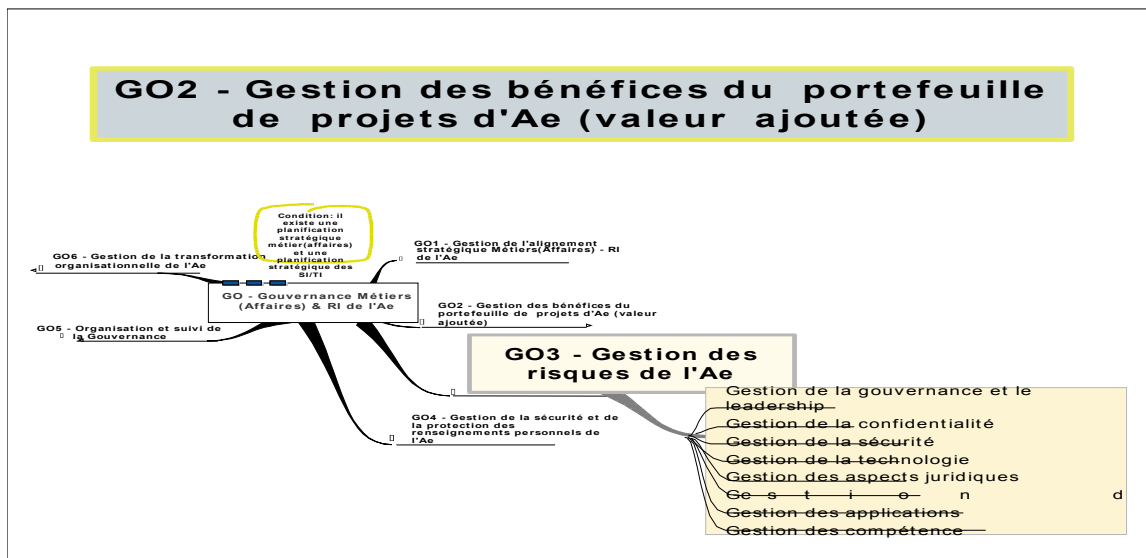 GO2 - Gestion des bénéfices du portefeuille
de projets d'Ae (valeur ajoutée)
Condition: il
existe une
planification
stratégique
métier(affaires)
et une
planification
stratégique des
SI/TI
GO1 - Gestion de l'alignement
stratégique Métiers(Affaires) - RI
de l'Ae
GO6 - Gestion de la transformation
organisationnelle de l'Ae
GO - Gouvernance Métiers
(Affaires) & RI de l'Ae
GO2 - Gestion des bénéfices du
portefeuille de projets d'Ae (valeur
ajoutée)
GO5 - Organisation et suivi de
la Gouvernance
GO3 - Gestion des
risques de l'Ae
GO4 - Gestion de la sécurité et de
la protection des
renseignements personnels de
l'Ae
Gestion de la gouvernance et le
leadership
Gestion de la confidentialité
Gestion de la sécurité
Gestion de la technologie
Gestion des aspects juridiques
Gestion d
Gestion des applications
Gestion des compétence